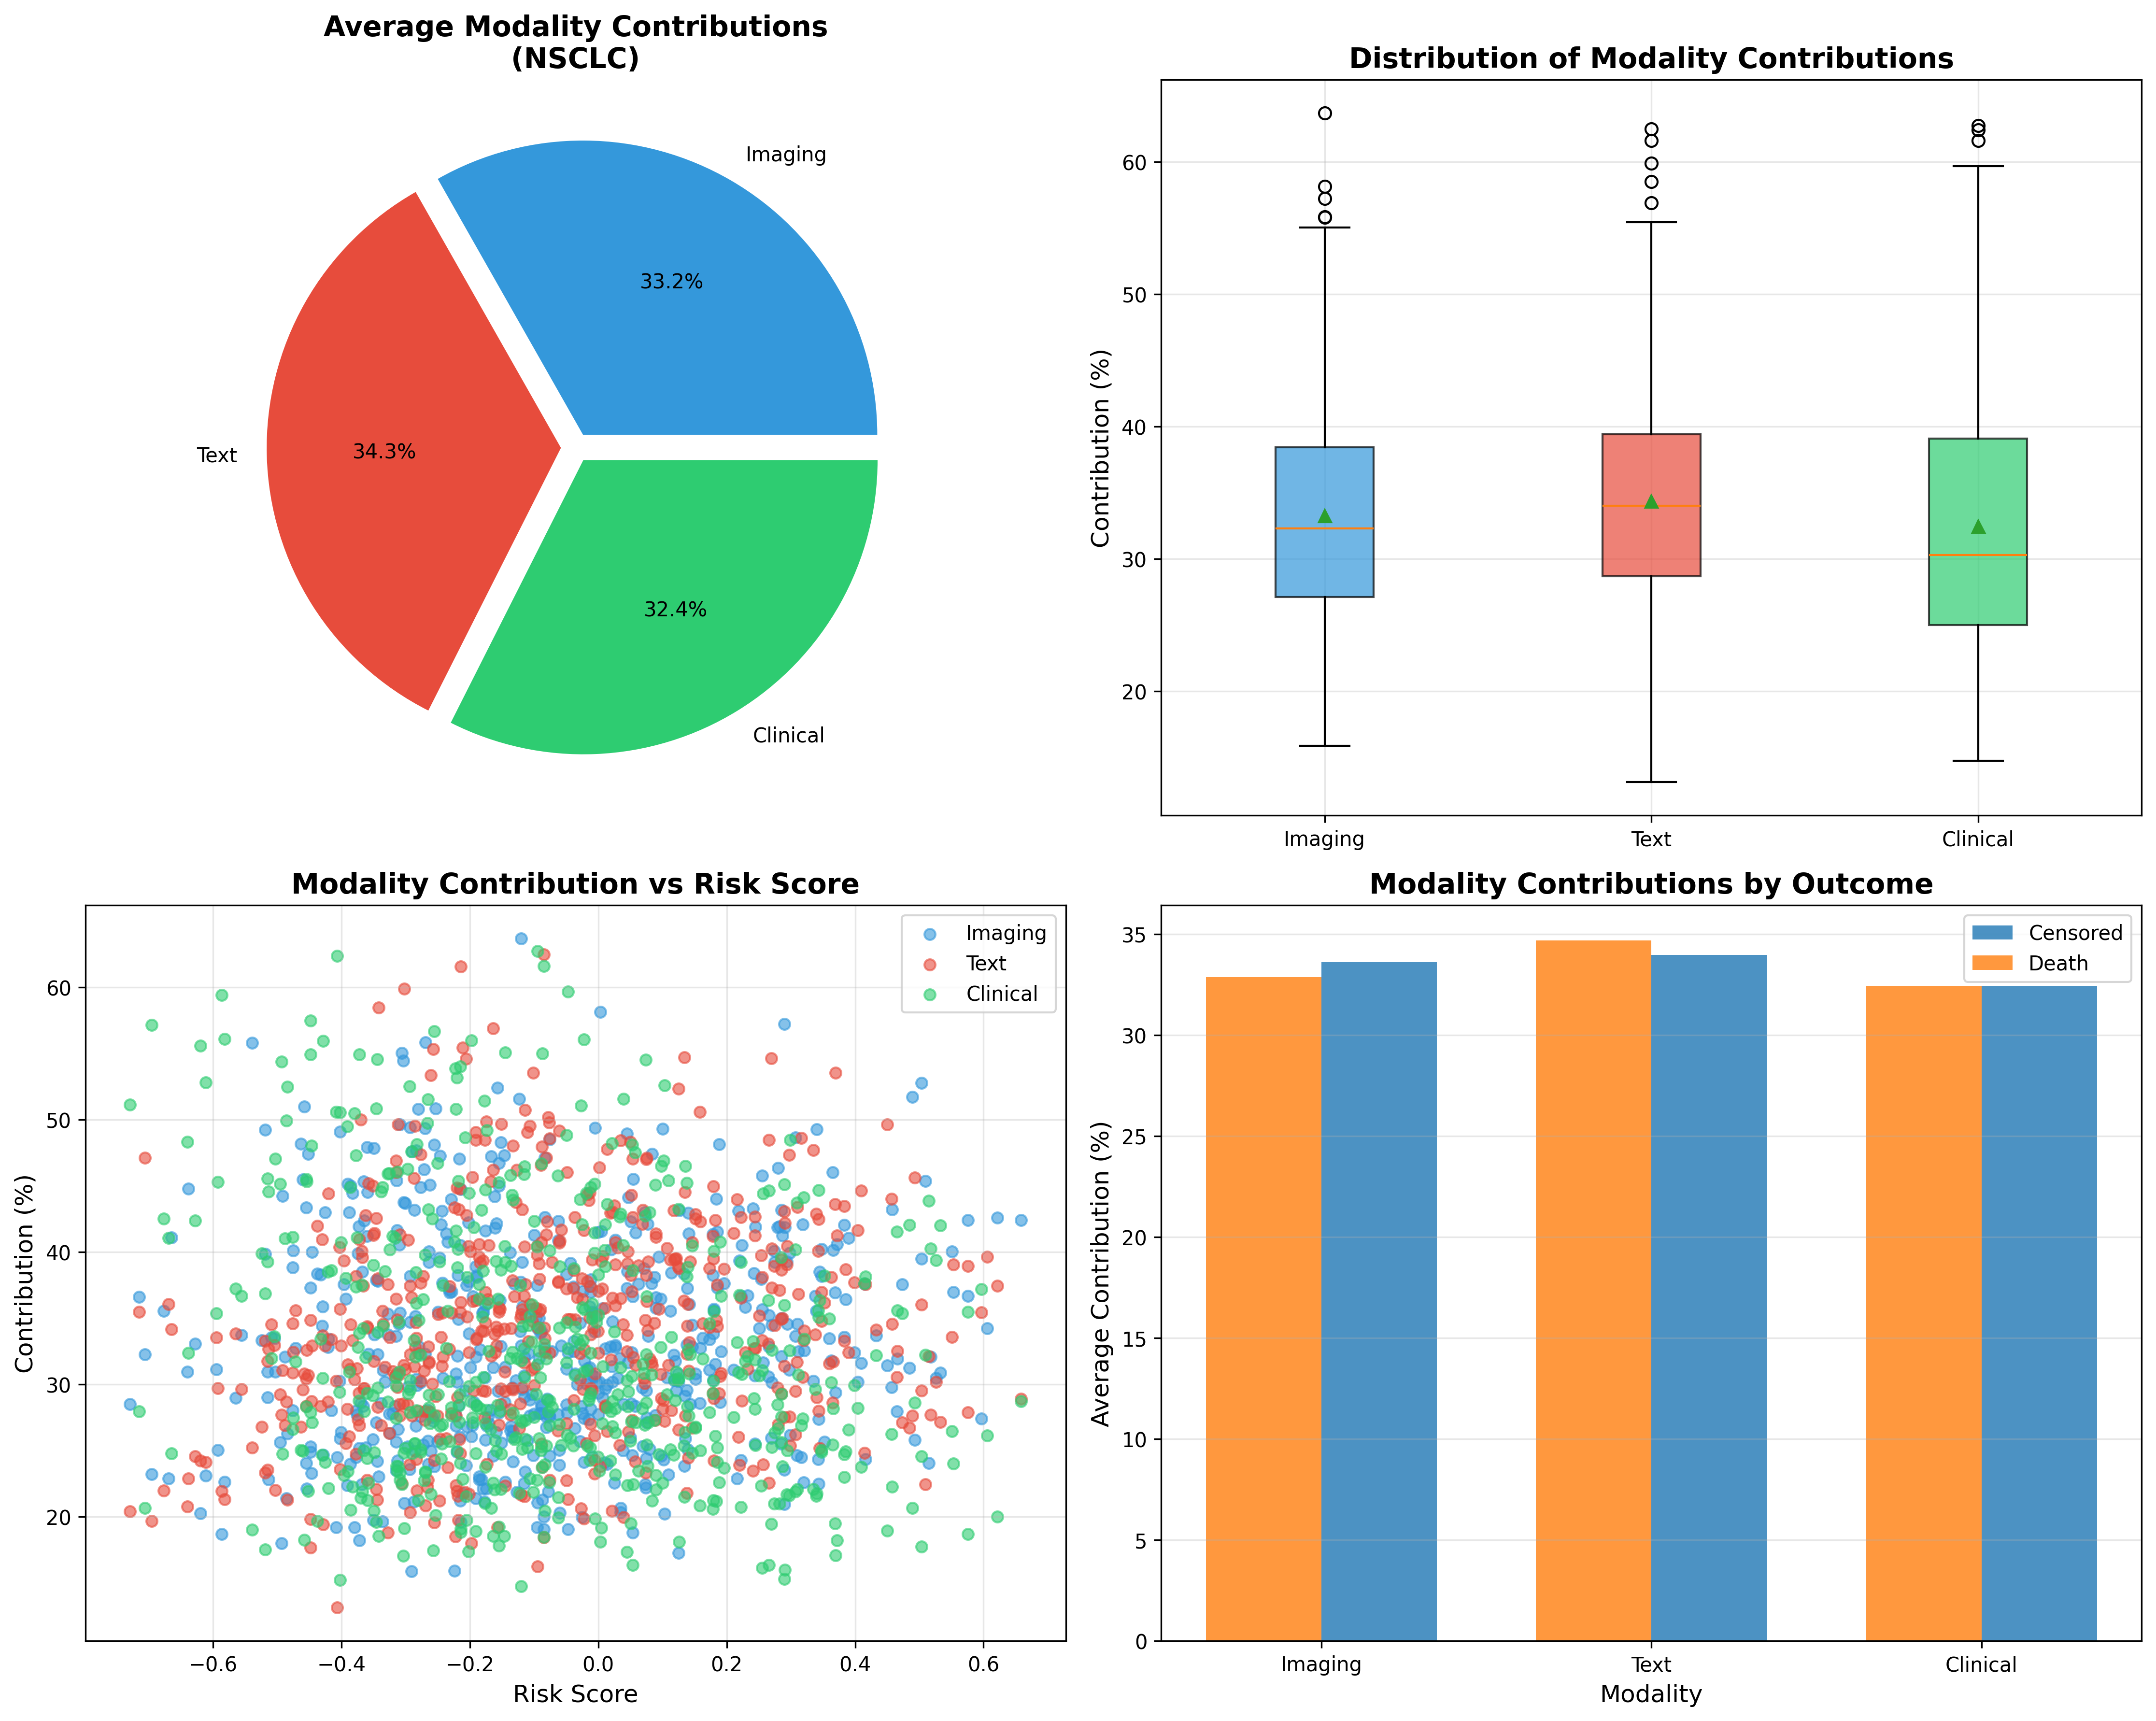 Average Modality Contributions
(NSCLC)
Imaging
33.2%
Text
34.3%
32.4%
Clinical
Distribution of Modality Contributions
Contribution (%)
60
50
40
30
20
Imaging
Text
Clinical
Modality Contribution vs Risk Score
Contribution (%)
60
50
40
30
20
Imaging
Text
Clinical
−0.6
−0.4
−0.2
0.0
0.2
0.4
0.6
Risk Score
Modality Contributions by Outcome
Average Contribution (%)
35
30
25
20
15
10
5
0
Censored
Death
Imaging
Text
Clinical
Modality